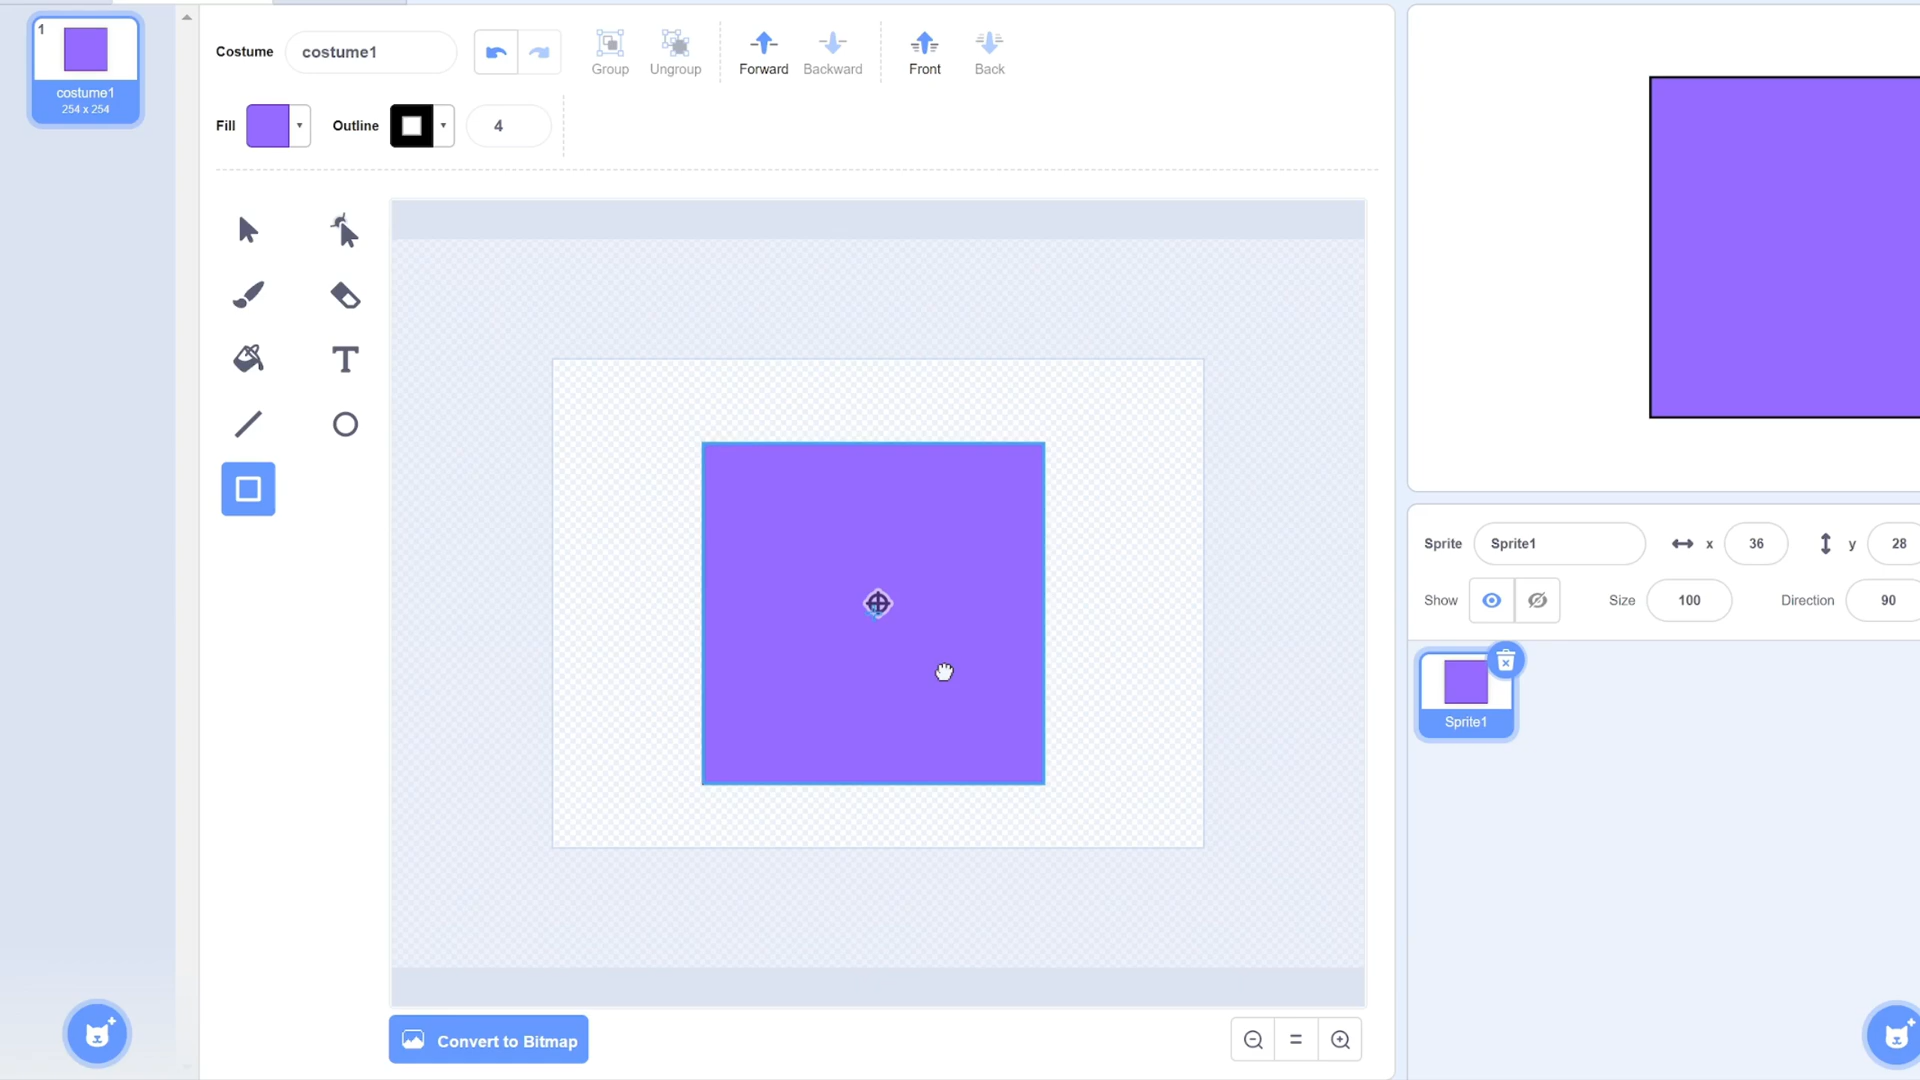 1
costume1
254 x 254
Costume
costume1
Group
Ungroup
Forward
Backward
Front
Back
Fill
Outline
4
Convert to Bitmap
Sprite
Sprite1
x
36
y
28
Show
Size
100
Direction
90
Sprite1